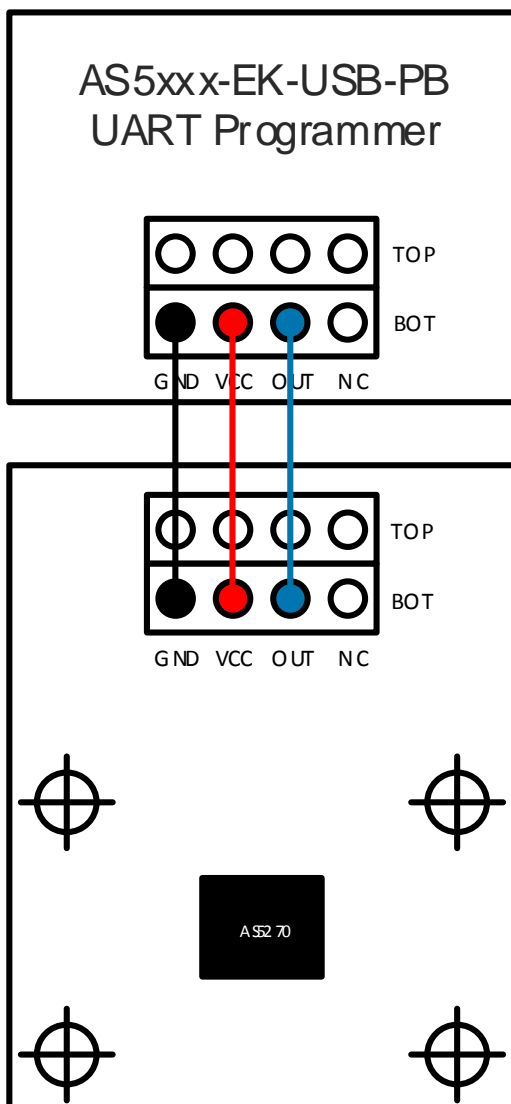 AS5xxx-EK-USB-PB
UART Programmer
TOP
BOT
GND VCC OUT NC
TOP
BOT
GND VCC OUT NC
AS5270